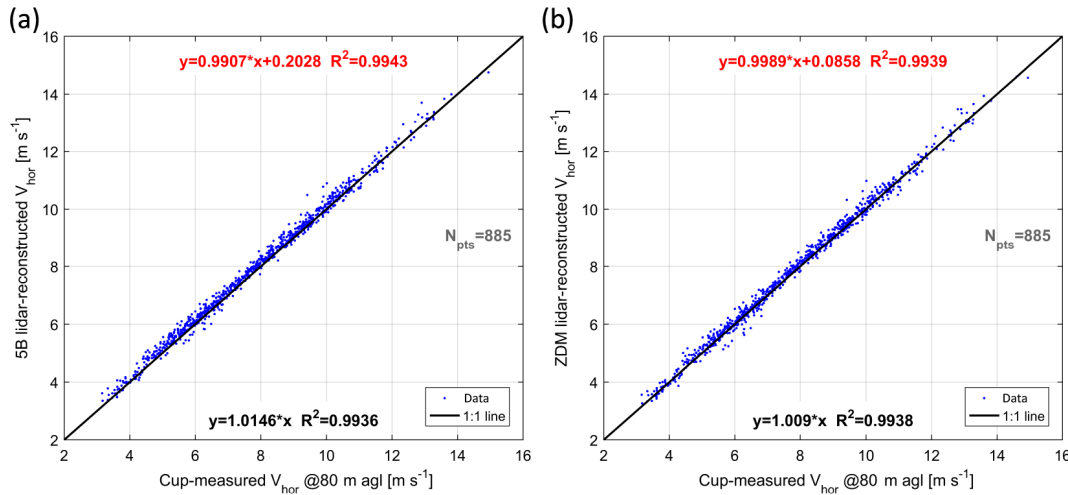 (a)
y=0.9907*x+0.2028 R²=0.9943
16
14
12
10
8
6
4
2
5B lidar-reconstructed V_hor [m s⁻¹]
N_pts=885
Data
1:1 line
y=1.0146*x R²=0.9936
2 4 6 8 10 12 14 16
Cup-measured V_hor @80 m agl [m s⁻¹]
(b)
y=0.9989*x+0.0858 R²=0.9939
16
14
12
10
8
6
4
2
ZDM lidar-reconstructed V_hor [m s⁻¹]
N_pts=885
Data
1:1 line
y=1.009*x R²=0.9938
2 4 6 8 10 12 14 16
Cup-measured V_hor @80 m agl [m s⁻¹]